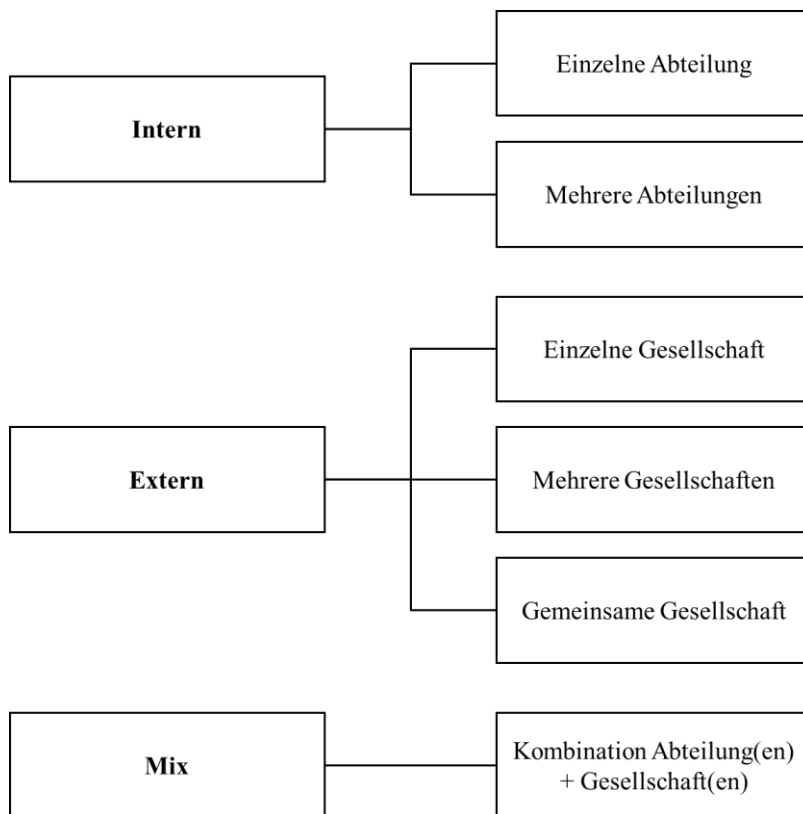 Intern
Einzelne Abteilung
Mehrere Abteilungen
Extern
Einzelne Gesellschaft
Mehrere Gesellschaften
Gemeinsame Gesellschaft
Mix
Kombination Abteilung(en)
+ Gesellschaft(en)